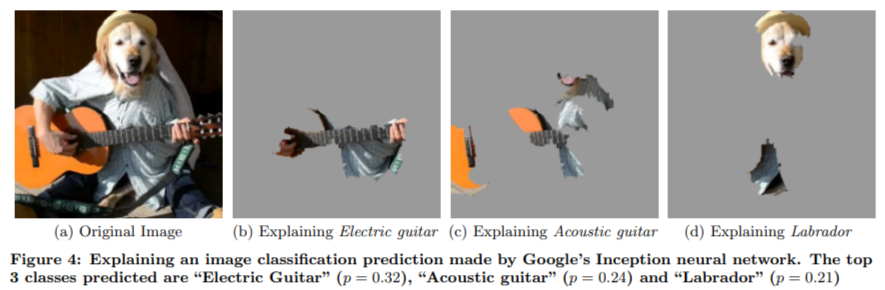 (a) Original Image (b) Explaining Electric guitar (c) Explaining Acoustic guitar (d) Explaining Labrador
Figure 4: Explaining an image classification prediction made by Google's Inception neural network. The top
3 classes predicted are “Electric Guitar” (p = 0.32), “Acoustic guitar” (p = 0.24) and “Labrador” (p = 0.21)